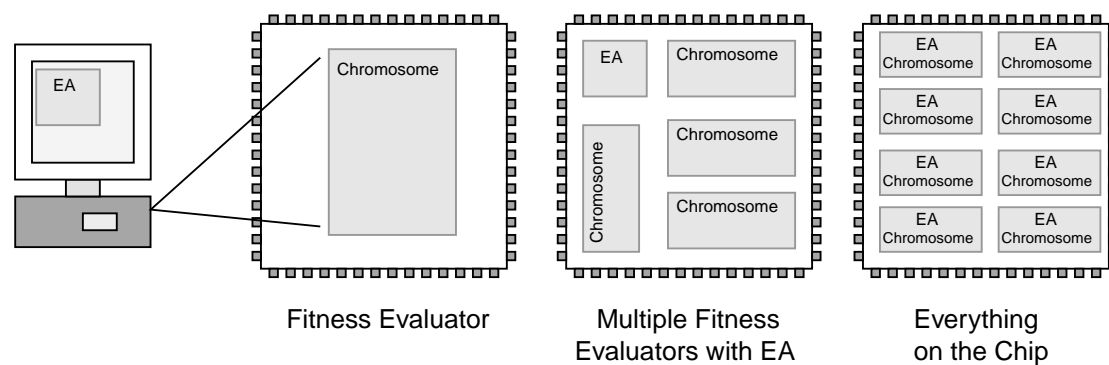 EA
Chromosome
EA
Chromosome
Chromosome
Chromosome
Chromosome
EA
Chromosome
EA
Chromosome
EA
Chromosome
EA
Chromosome
EA
Chromosome
EA
Chromosome
EA
Chromosome
EA
Chromosome
Fitness Evaluator
Multiple Fitness
Evaluators with EA
Everything
on the Chip